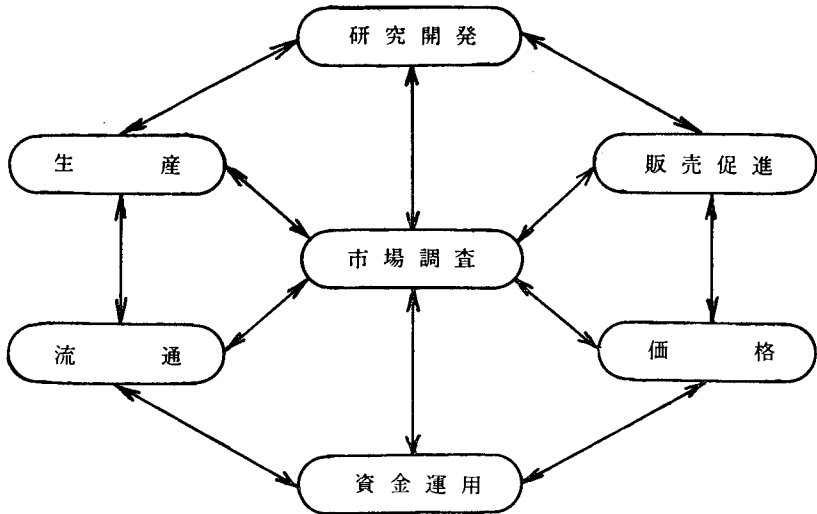 研究開発
生産
販売促進
市場調査
流通
価格
資金運用